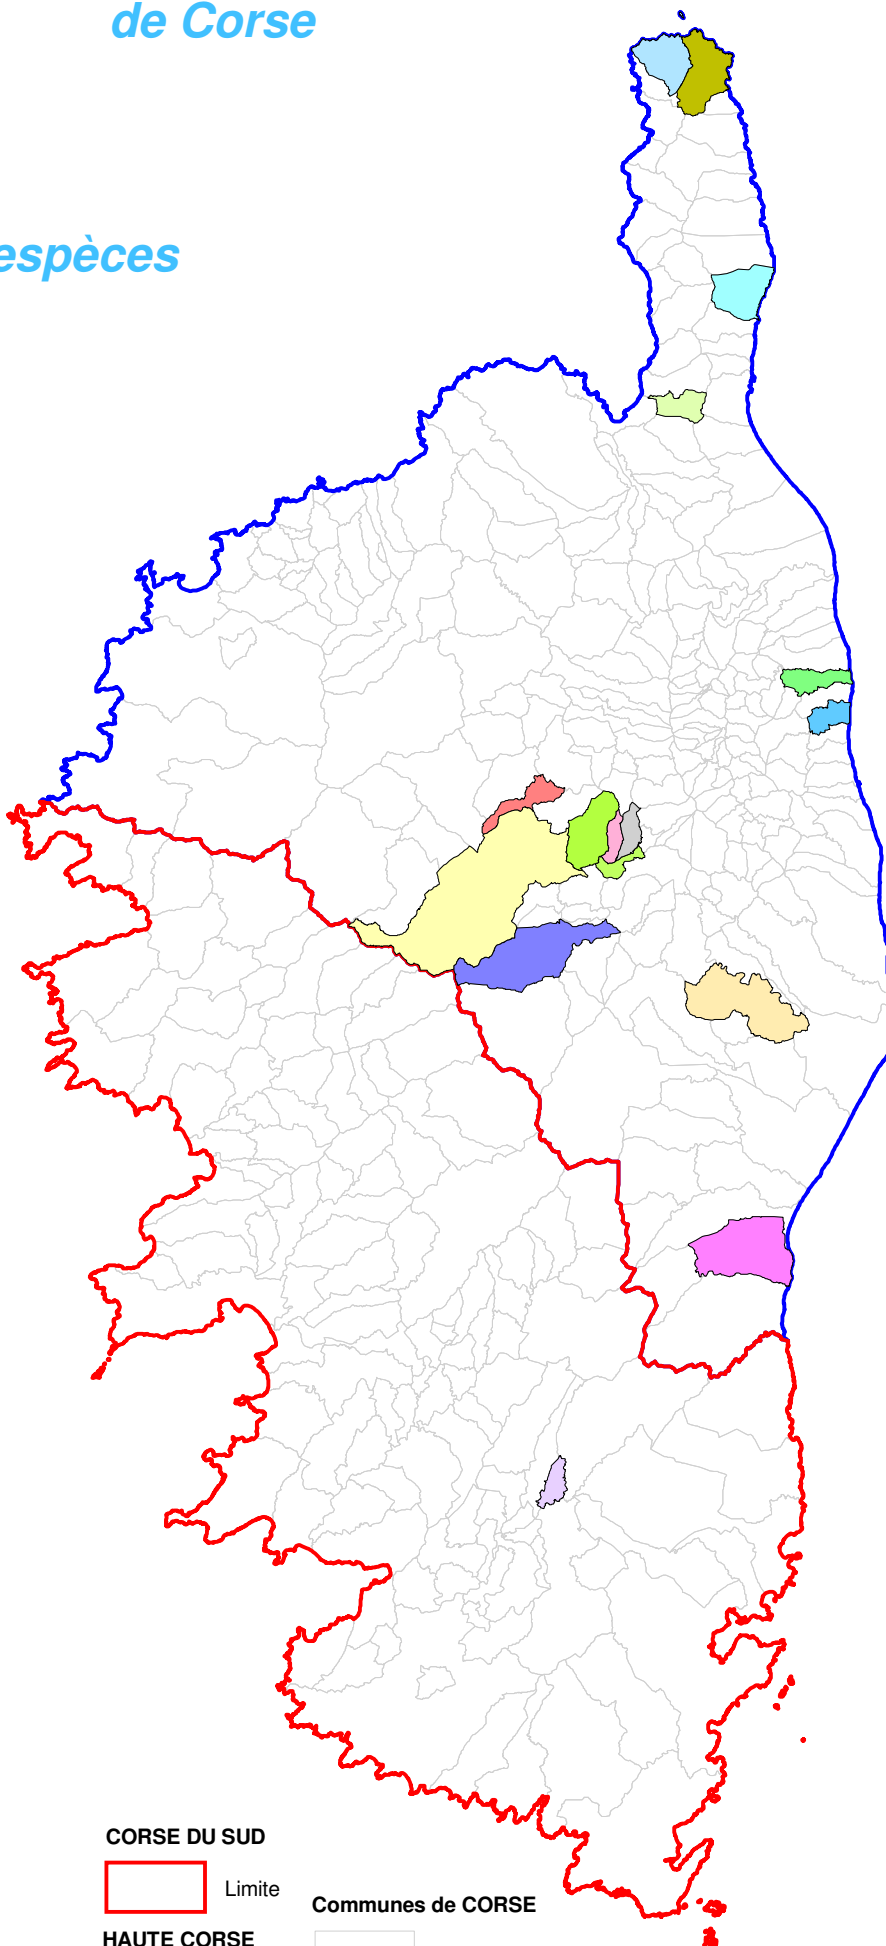 de Corse
espèces
CORSE DU SUD
Limite
Communes de CORSE
HAUTE CORSE